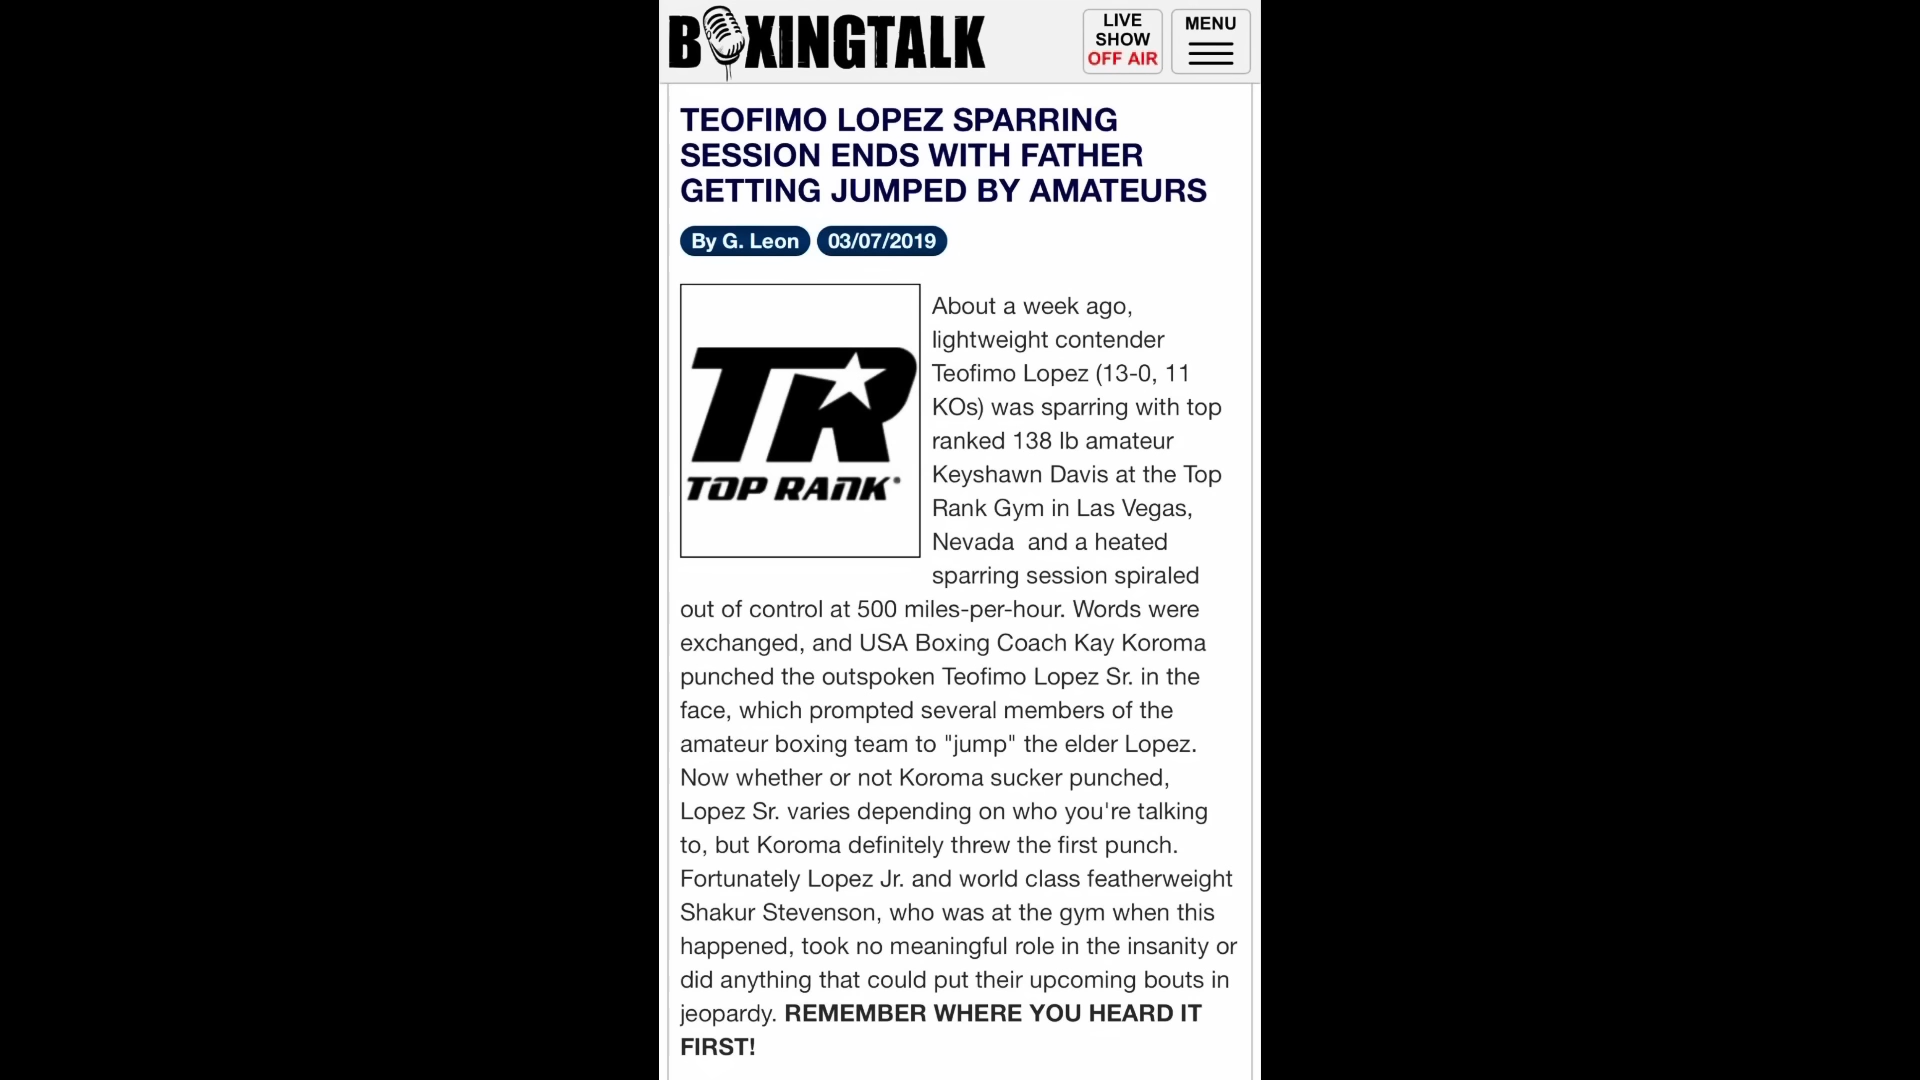 BOXINGTALK
LIVE
SHOW
OFF AIR
MENU
TEOFIMO LOPEZ SPARRING
SESSION ENDS WITH FATHER
GETTING JUMPED BY AMATEURS
By G. Leon 03/07/2019
TOP RANK
About a week ago,
lightweight contender
Teofimo Lopez (13-0, 11
KOs) was sparring with top
ranked 138 lb amateur
Keyshawn Davis at the Top
Rank Gym in Las Vegas,
Nevada  and a heated
sparring session spiraled
out of control at 500 miles-per-hour. Words were
exchanged, and USA Boxing Coach Kay Koroma
punched the outspoken Teofimo Lopez Sr. in the
face, which prompted several members of the
amateur boxing team to "jump" the elder Lopez.
Now whether or not Koroma sucker punched,
Lopez Sr. varies depending on who you're talking
to, but Koroma definitely threw the first punch.
Fortunately Lopez Jr. and world class featherweight
Shakur Stevenson, who was at the gym when this
happened, took no meaningful role in the insanity or
did anything that could put their upcoming bouts in
jeopardy. REMEMBER WHERE YOU HEARD IT
FIRST!